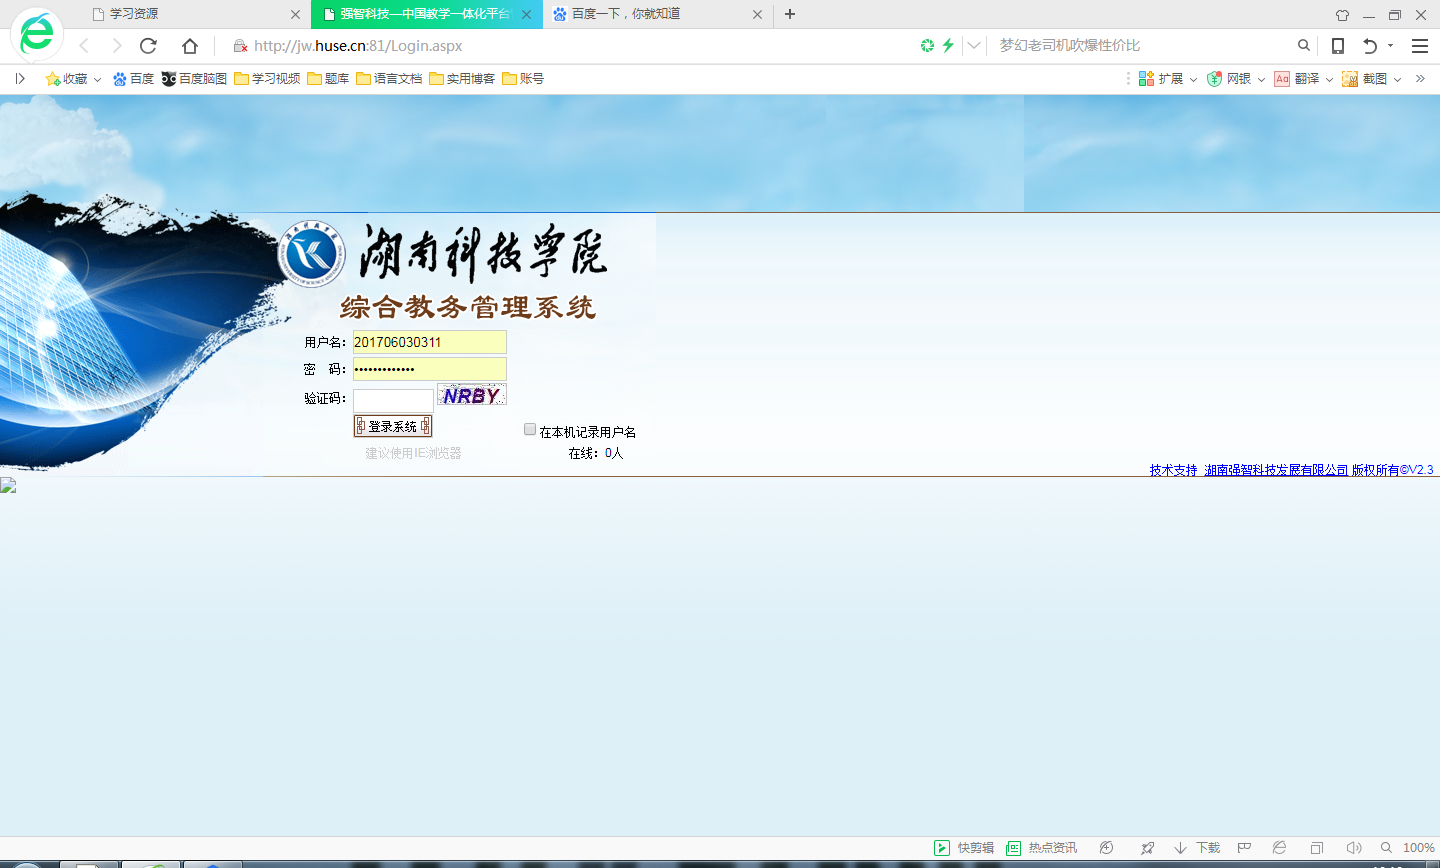 学习资源
强智科技—中国教学一体化平台
百度一下，你就知道
http://jw.huse.cn:81/Login.aspx
梦幻老司机吹爆性价比
收藏 百度 百度脑图 学习视频 题库 语言文档 实用博客 账号
扩展 网银 Aa 翻译 截图
湖南科技学院
综合教务管理系统
用户名: 201706030311
密 码: •••••••••••••
验证码: NRBY
登录系统
在本机记录用户名
建议使用IE浏览器
在线：0人
技术支持 湖南强智科技发展有限公司 版权所有©V2.3
快剪辑 热点资讯 下载 100%